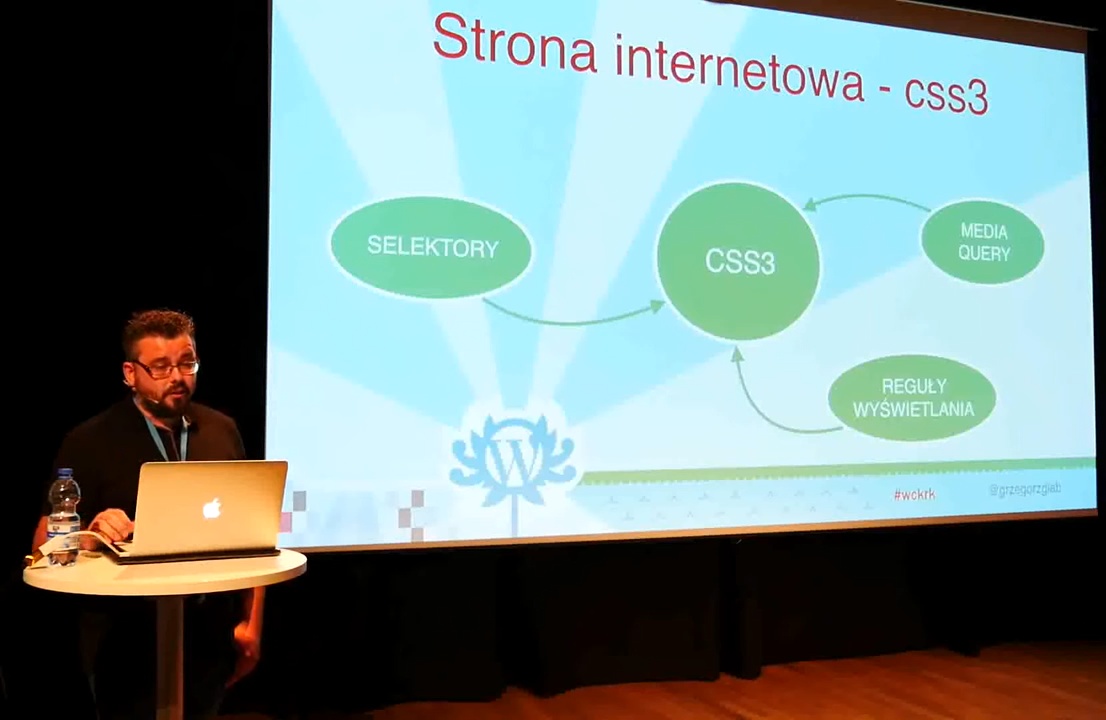 Strona internetowa - css3
SELEKTORY
CSS3
MEDIA
QUERY
REGUŁY
WYŚWIETLANIA
W
#wckrk
@grzegorzglab